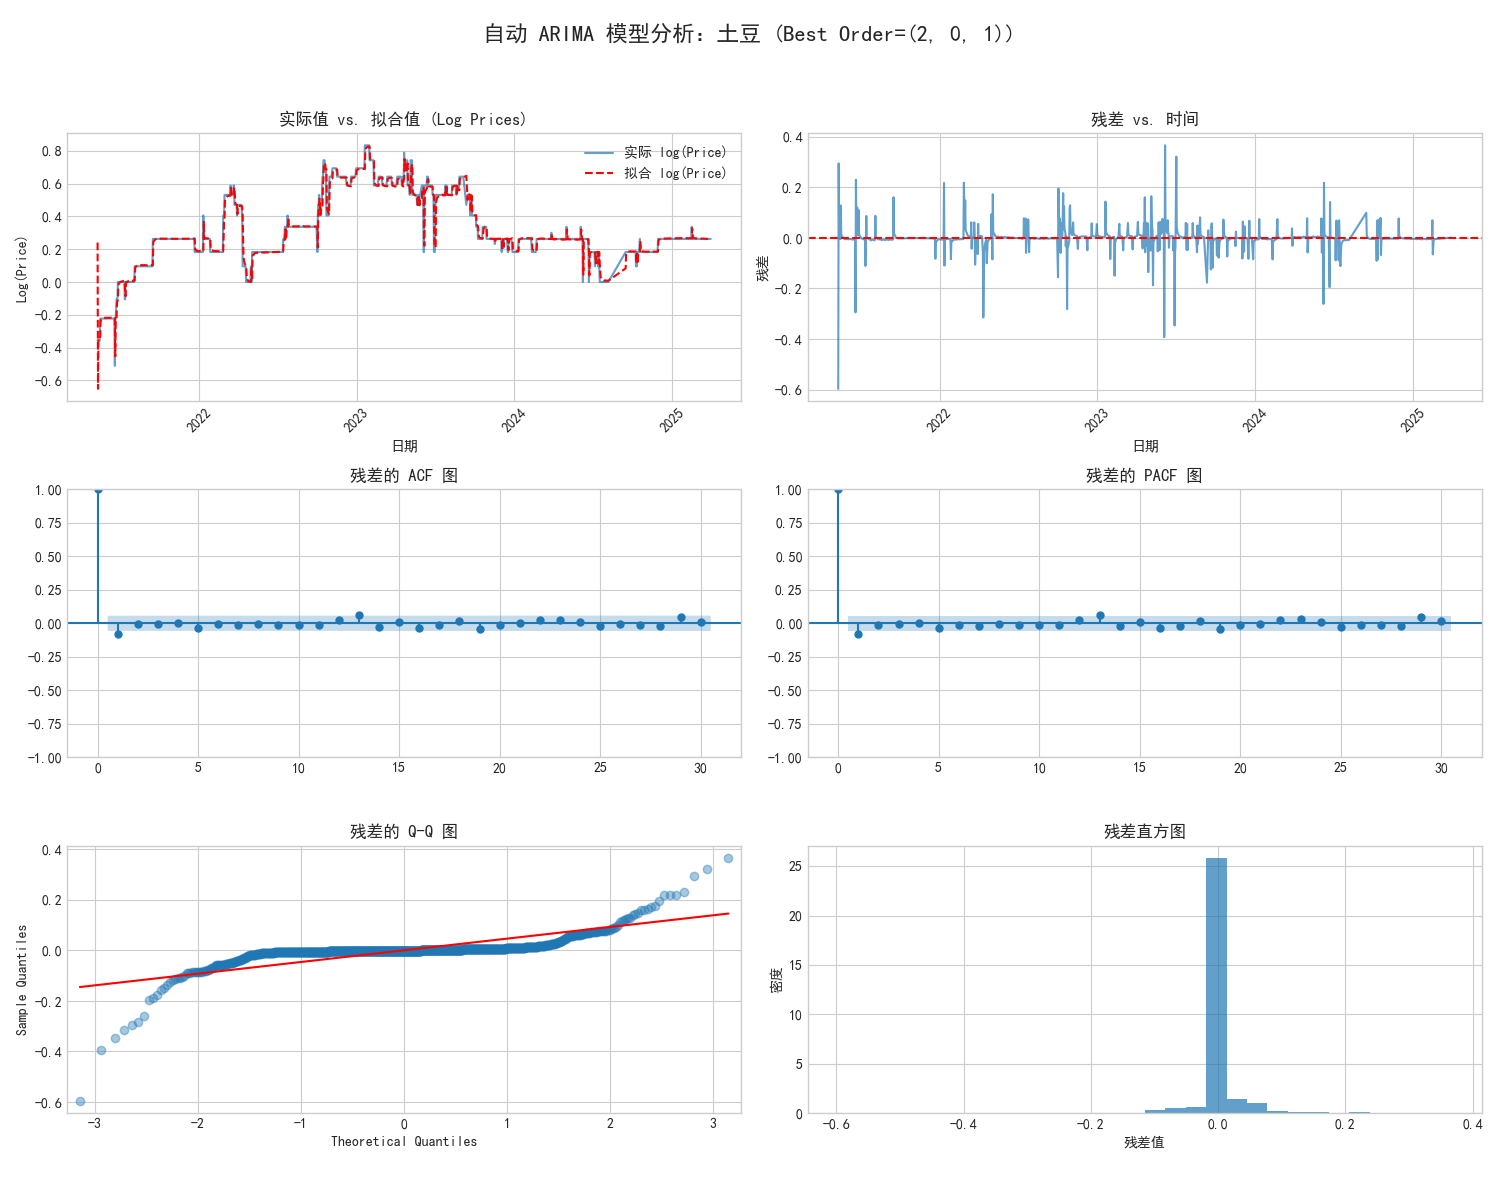 自动 ARIMA 模型分析: 土豆 (Best Order=(2, 0, 1))
实际值 vs. 拟合值 (Log Prices)
Log(Price)
0.8
0.6
0.4
0.2
0.0
-0.2
-0.4
-0.6
实际 log(Price)
拟合 log(Price)
2022
2023
2024
2025
日期
残差 vs. 时间
残差
0.4
0.2
0.0
-0.2
-0.4
-0.6
2022
2023
2024
2025
日期
残差的 ACF 图
1.00
0.75
0.50
0.25
0.00
-0.25
-0.50
-0.75
-1.00
0 5 10 15 20 25 30
残差的 PACF 图
1.00
0.75
0.50
0.25
0.00
-0.25
-0.50
-0.75
-1.00
0 5 10 15 20 25 30
残差的 Q-Q 图
Sample Quantiles
0.4
0.2
0.0
-0.2
-0.4
-0.6
-3 -2 -1 0 1 2 3
Theoretical Quantiles
残差直方图
密度
25
20
15
10
5
0
-0.6 -0.4 -0.2 0.0 0.2 0.4
残差值